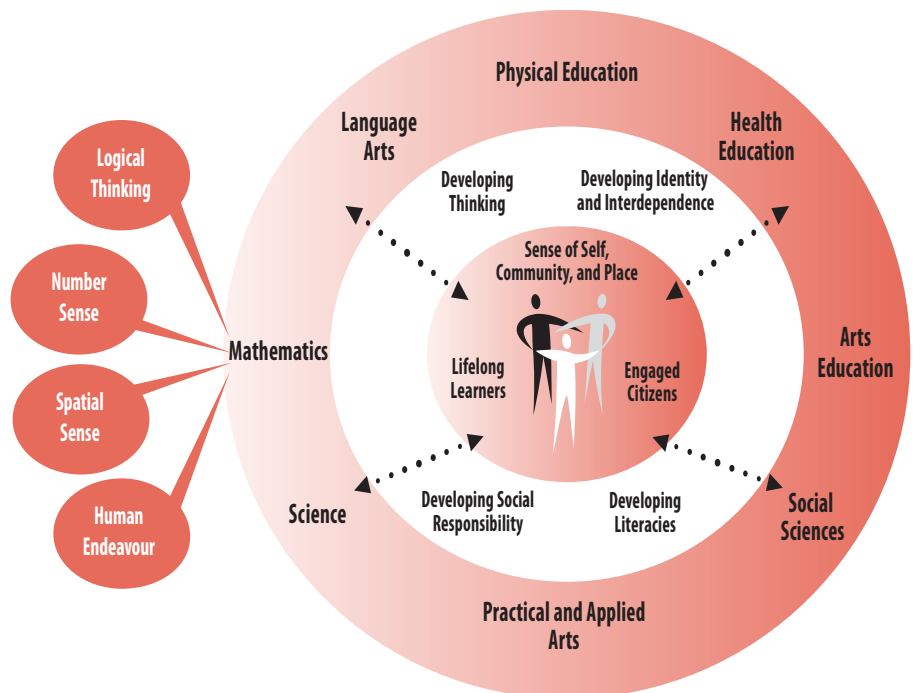 Physical Education
Language
Arts
Health
Education
Logical
Thinking
Developing
Thinking
Developing Identity
and Interdependence
Sense of Self,
Community, and Place
Number
Sense
Mathematics
Arts
Education
Lifelong
Learners
Engaged
Citizens
Spatial
Sense
Science
Developing Social
Responsibility
Developing
Literacies
Social
Sciences
Human
Endeavour
Practical and Applied
Arts